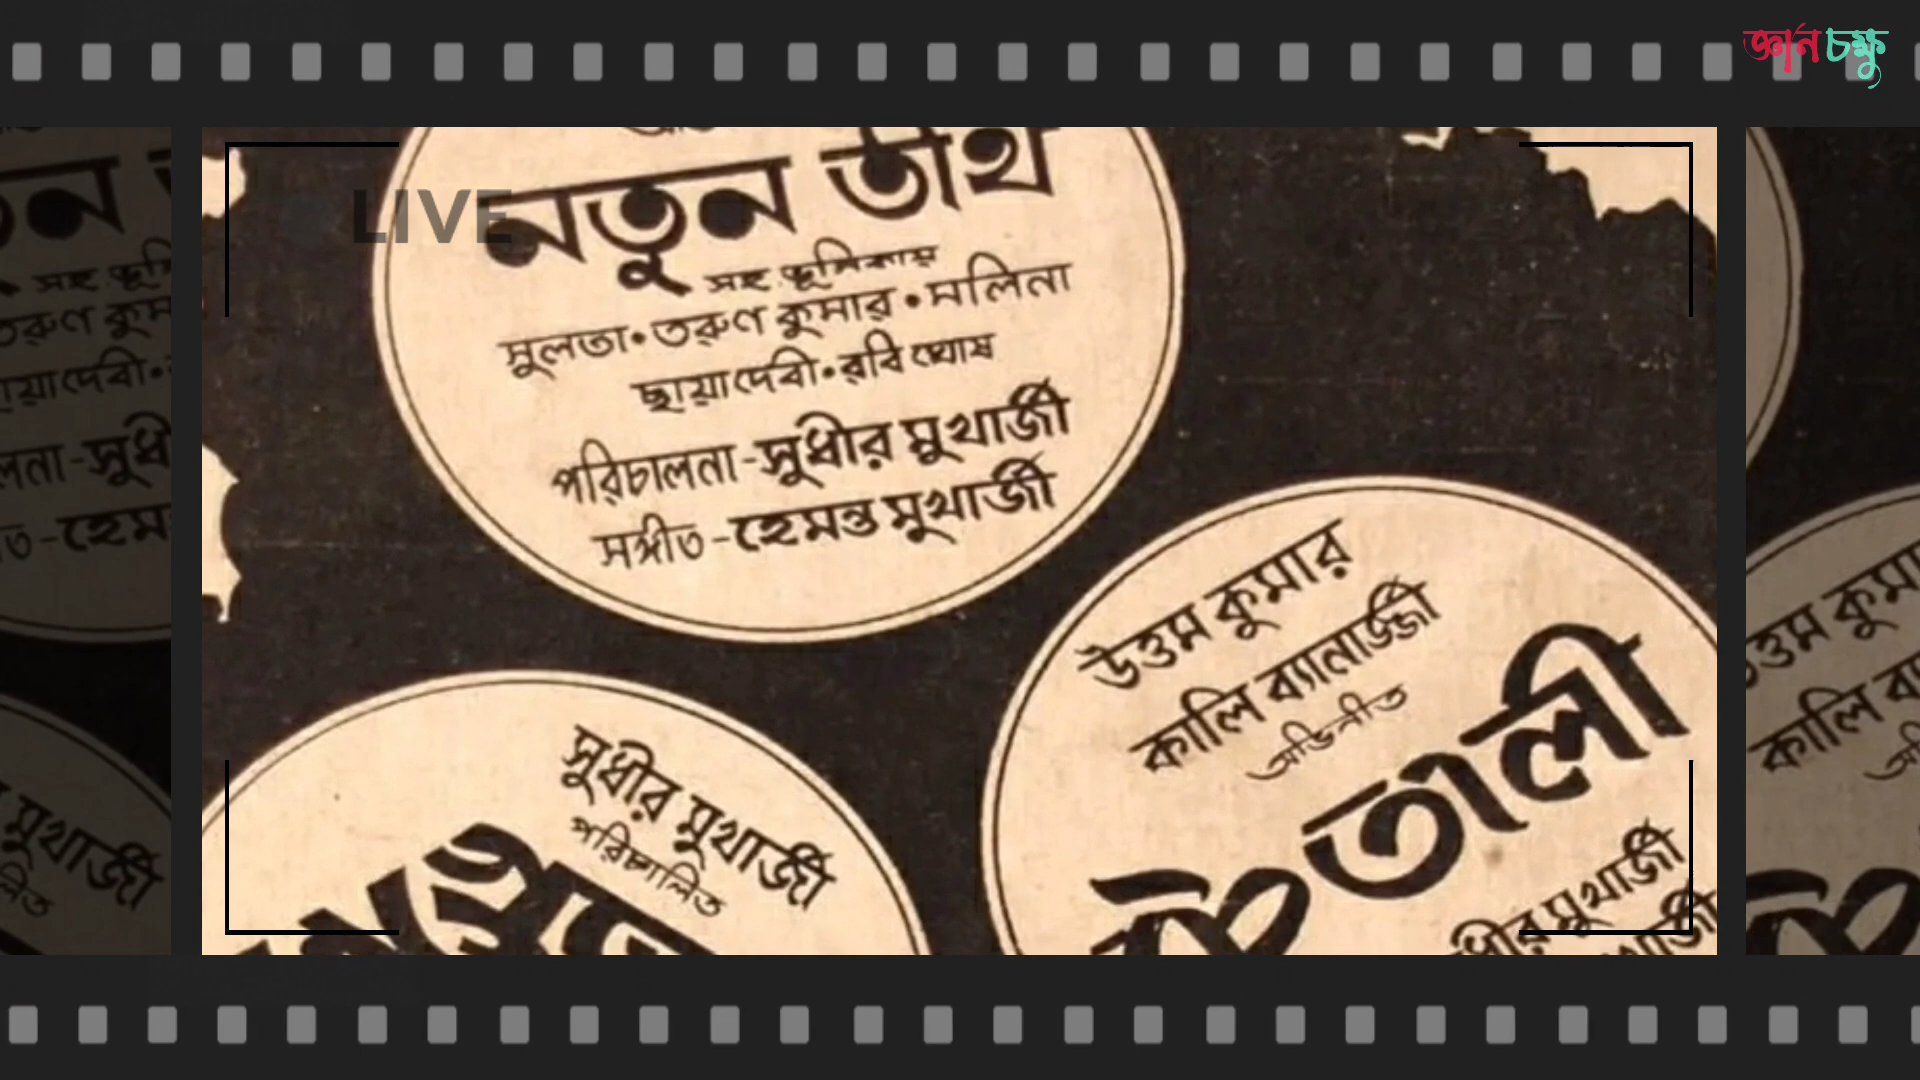 জ্ঞানচক্ষু
LIVE
নতুন তীর্থ
সহ ভূমিকায়
সুলতা • তরুণ কুমার • মলিনা
ছায়াদেবী • রবি ঘোষ
পরিচালনা - সুধীর মুখার্জী
সঙ্গীত - হেমন্ত মুখার্জী
উত্তম কুমার
কালি ব্যানার্জ্জী
অভিনীত
সুধীর মুখার্জী
পরিচালিত
ধীর মুখার্জী